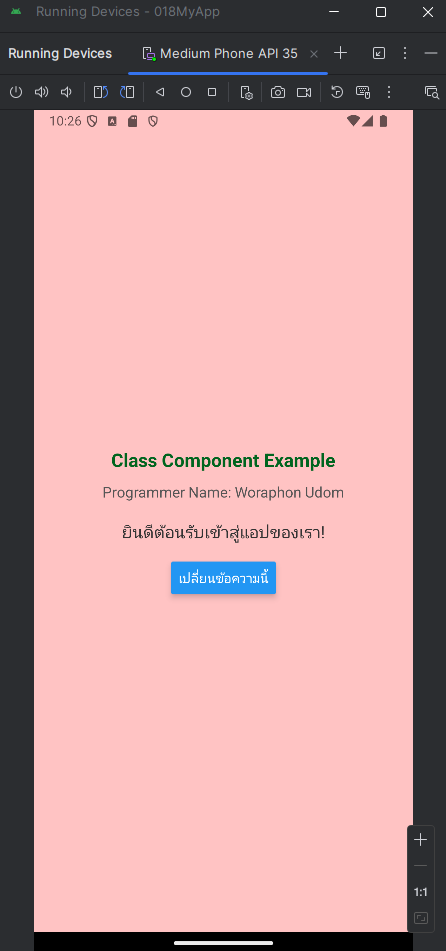 Running Devices - 018MyApp
Running Devices
Medium Phone API 35
10:26
Class Component Example
Programmer Name: Woraphon Udom
ยินดีต้อนรับเข้าสู่แอปของเรา!
เปลี่ยนข้อความนี้
1:1